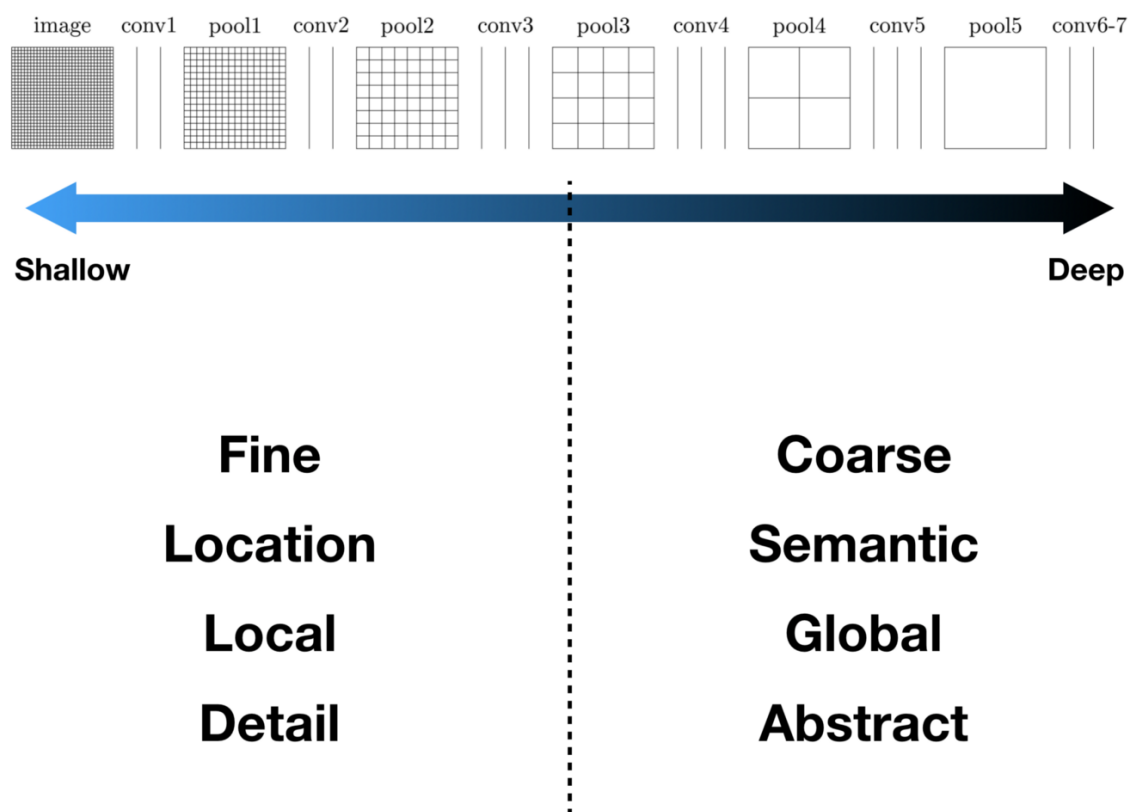 image conv1 pool1 conv2 pool2 conv3 pool3 conv4 pool4 conv5 pool5 conv6-7
Shallow Deep
Fine Coarse
Location Semantic
Local Global
Detail Abstract